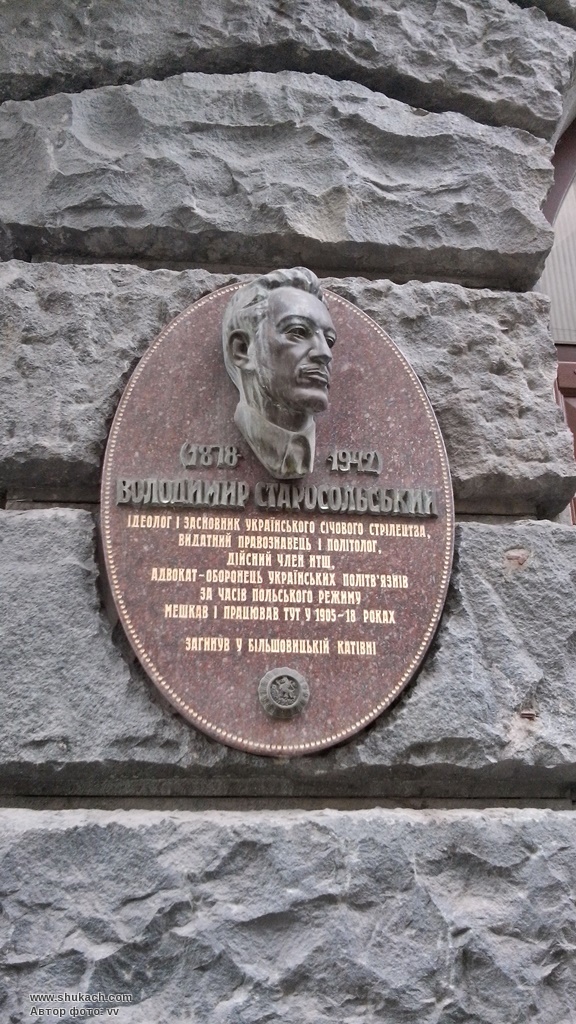 (1878 - 1942)
ВОЛОДИМИР СТАРОСОЛЬСЬКИЙ
ІДЕОЛОГ І ЗАСНОВНИК УКРАЇНСЬКОГО СІЧОВОГО СТРІЛЕЦТВА,
ВИДАТНИЙ ПРАВОЗНАВЕЦЬ І ПОЛІТОЛОГ,
ДІЙСНИЙ ЧЛЕН НТШ,
АДВОКАТ-ОБОРОНЕЦЬ УКРАЇНСЬКИХ ПОЛІТВ'ЯЗНІВ
ЗА ЧАСІВ ПОЛЬСЬКОГО РЕЖИМУ
МЕШКАВ І ПРАЦЮВАВ ТУТ У 1905-18 РОКАХ
ЗАГИНУВ У БІЛЬШОВИЦЬКІЙ КАТІВНІ
www.shukach.com
Автор фото: vv